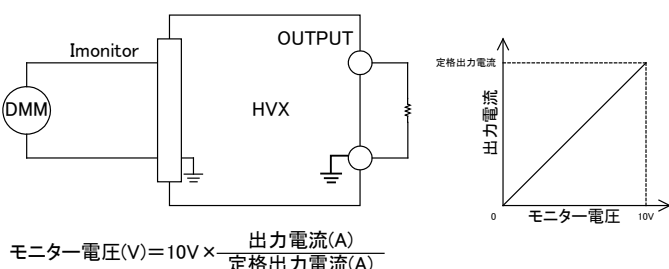 Imonitor
OUTPUT
DMM
HVX
定格出力電流
出力電流
0
モニター電圧
10V
モニター電圧(V)=10V×出力電流(A)
定格出力電流(A)